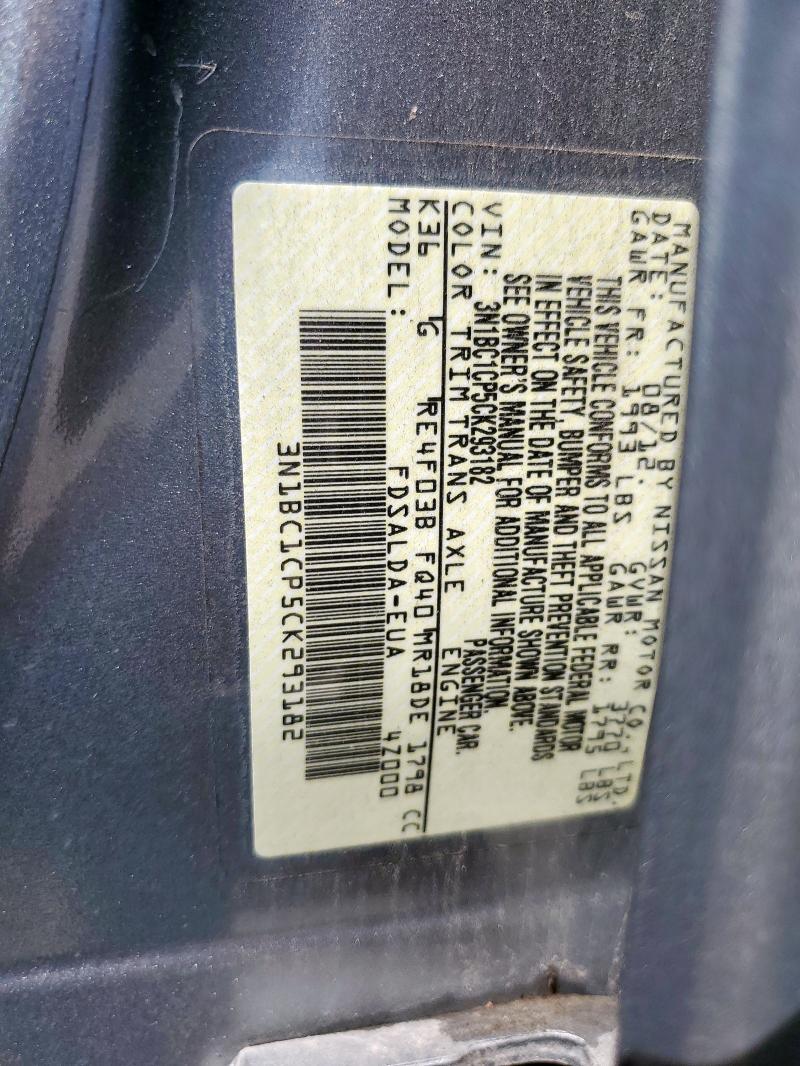 MANUFACTURED BY NISSAN MOTOR CO., LTD.
DATE: 08/12. GVWR: 3770 LBS
GAWR FR: 1993 LBS GAWR RR: 1795 LBS
THIS VEHICLE CONFORMS TO ALL APPLICABLE FEDERAL MOTOR
VEHICLE SAFETY, BUMPER AND THEFT PREVENTION STANDARDS
IN EFFECT ON THE DATE OF MANUFACTURE SHOWN ABOVE.
SEE OWNER'S MANUAL FOR ADDITIONAL INFORMATION.
VIN: 3N1BC1CP5CK293182 PASSENGER CAR.
COLOR TRIM TRANS AXLE ENGINE
K36 G RE4F03B FQ40 MR18DE 1798 CC
MODEL: FDSALDA-EUA 4Z000
3N1BC1CP5CK293182